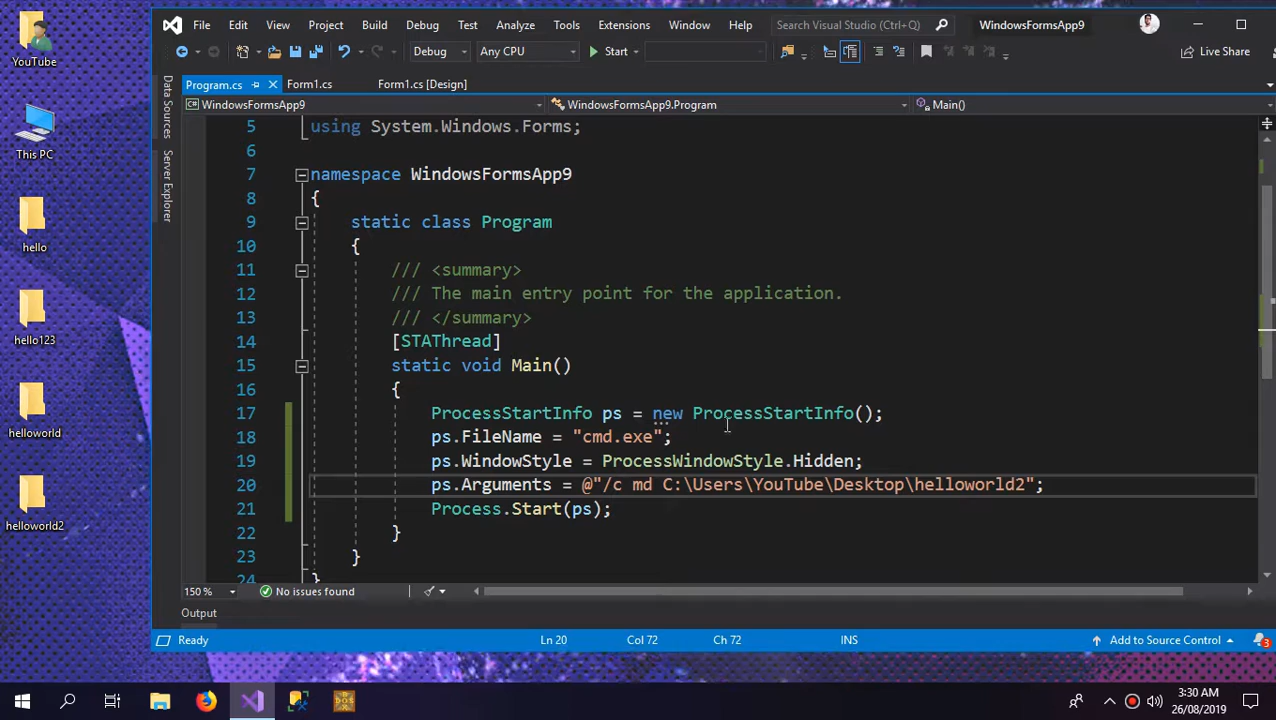 YouTube
This PC
hello
hello123
helloworld
helloworld2
File Edit View Project Build Debug Test Analyze Tools Extensions Window Help Search Visual Studio (Ctrl+Q) WindowsFormsApp9
Debug Any CPU Start Live Share
Program.cs Form1.cs Form1.cs [Design]
Data Sources
Server Explorer
WindowsFormsApp9 WindowsFormsApp9.Program Main()
5 using System.Windows.Forms;
6
7 namespace WindowsFormsApp9
8 {
9 static class Program
10 {
11 /// <summary>
12 /// The main entry point for the application.
13 /// </summary>
14 [STAThread]
15 static void Main()
16 {
17 ProcessStartInfo ps = new ProcessStartInfo();
18 ps.FileName = "cmd.exe";
19 ps.WindowStyle = ProcessWindowStyle.Hidden;
20 ps.Arguments = @"/c md C:\Users\YouTube\Desktop\helloworld2";
21 Process.Start(ps);
22 }
23 }
24 }
150 % No issues found
Output
Ready Ln 20 Col 72 Ch 72 INS Add to Source Control 3
DOS
3:30 AM
26/08/2019